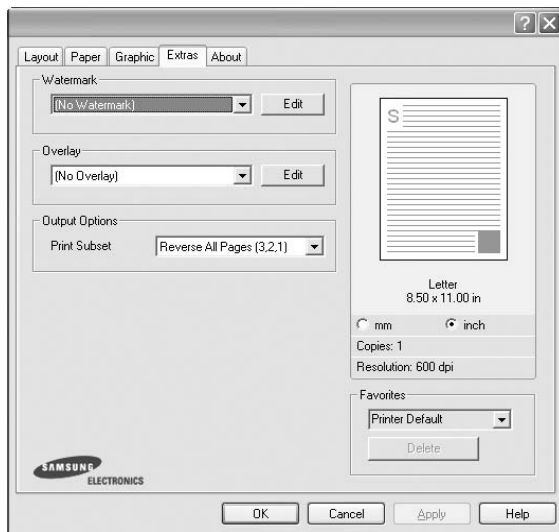 Layout Paper Graphic Extras About
Watermark
(No Watermark) Edit
Overlay
(No Overlay) Edit
Output Options
Print Subset Reverse All Pages (3,2,1)
S
Letter
8.50 x 11.00 in
mm inch
Copies: 1
Resolution: 600 dpi
Favorites
Printer Default
Delete
SAMSUNG
ELECTRONICS
OK Cancel Apply Help